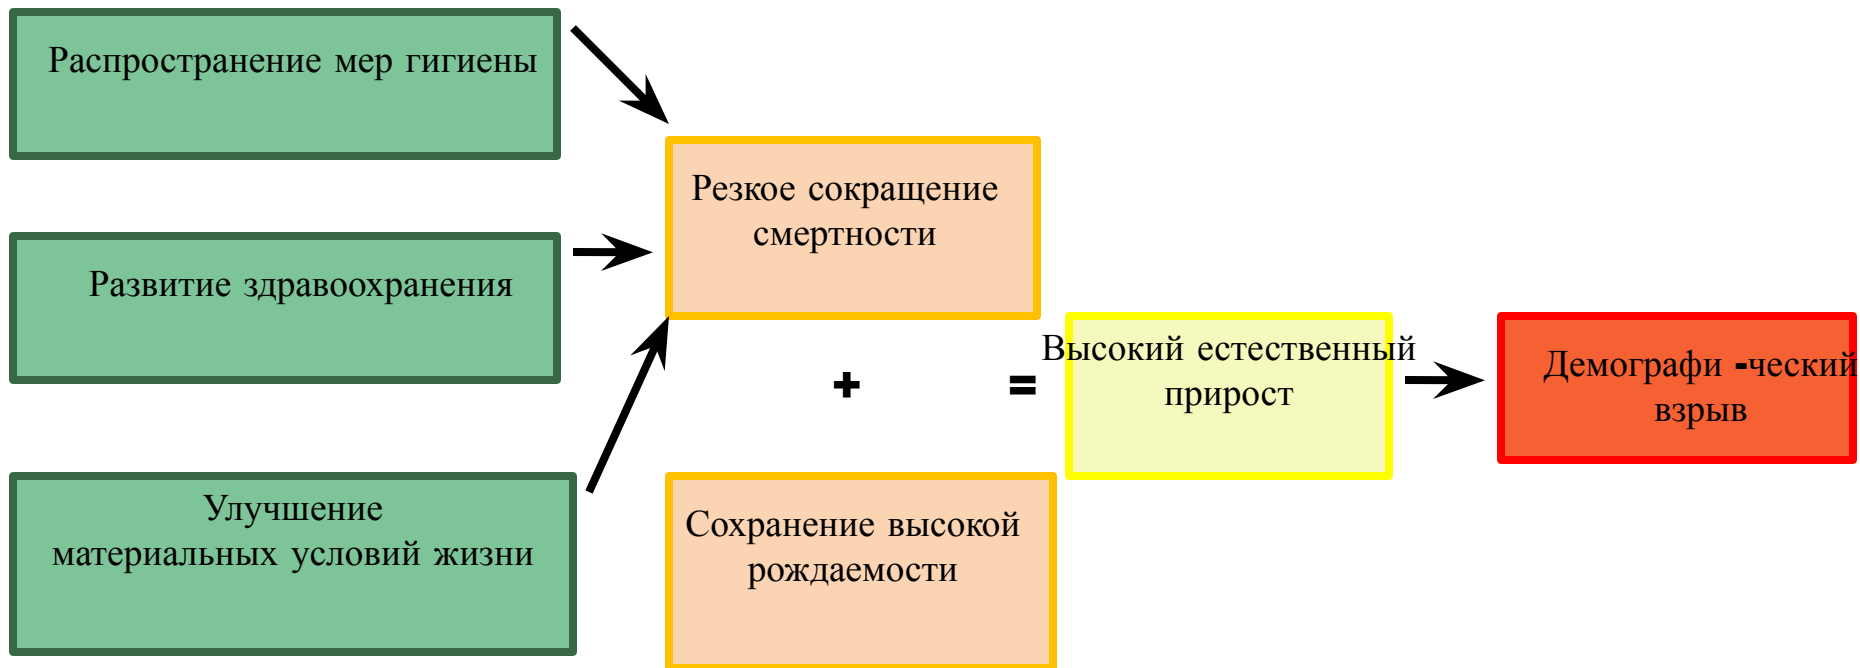 Распространение мер гигиены
Развитие здравоохранения
Улучшение
материальных условий жизни
Резкое сокращение
смертности
+
=
Сохранение высокой
рождаемости
Высокий естественный
прирост
Демографи -ческий
взрыв